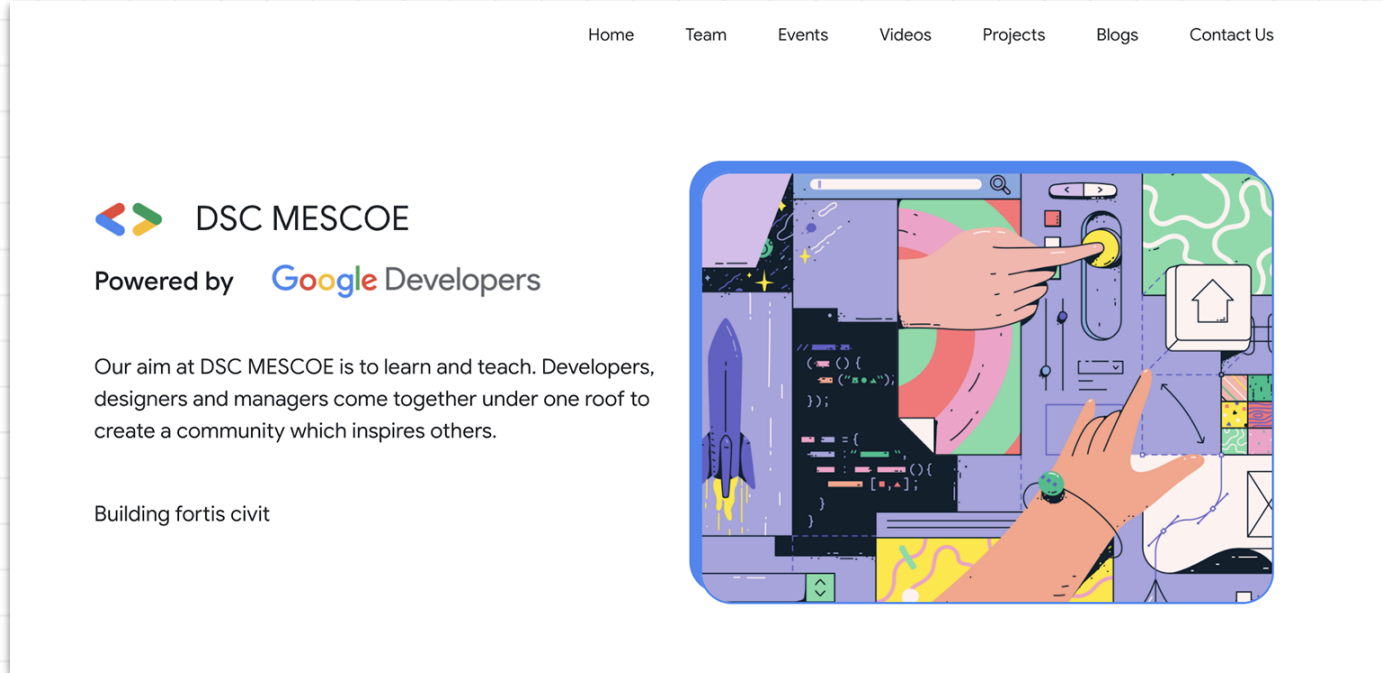 Home Team Events Videos Projects Blogs Contact Us
DSC MESCOE
Powered by Google Developers
Our aim at DSC MESCOE is to learn and teach. Developers,
designers and managers come together under one roof to
create a community which inspires others.
Building fortis civit